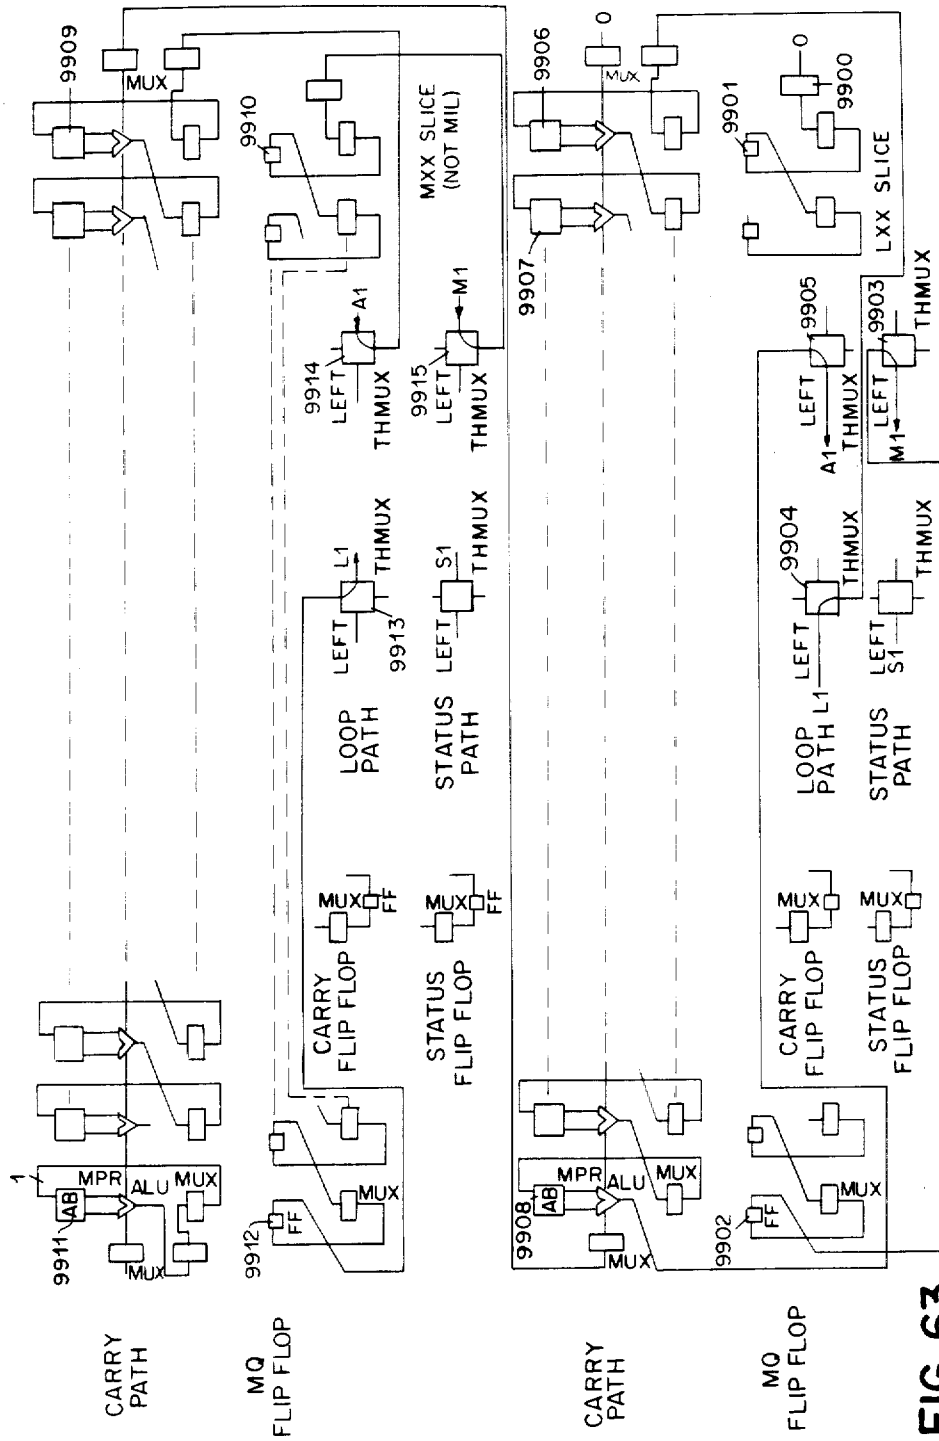 CARRY
PATH
9911
AB
1
MPR
ALU
MUX
MUX
9909
MUX
MQ
FLIP FLOP
9912
FF
MUX
CARRY
FLIP FLOP
MUX
FF
STATUS
FLIP FLOP
MUX
FF
LOOP
PATH
LEFT
L1
9913
THMUX
STATUS
PATH
LEFT
S1
THMUX
9914
LEFT
A1
THMUX
9915
LEFT
M1
THMUX
9910
MXX SLICE
(NOT MIL)
CARRY
PATH
9908
AB
MPR
ALU
MUX
MUX
9907
9906
MUX
0
0
MQ
FLIP FLOP
9902
FF
MUX
CARRY
FLIP FLOP
MUX
FF
STATUS
FLIP FLOP
MUX
FF
LOOP
PATH
L1
LEFT
9904
THMUX
STATUS
PATH
LEFT
S1
THMUX
A1
LEFT
9905
THMUX
M1
LEFT
9903
THMUX
9901
0
9900
LXX SLICE
FIG. 63